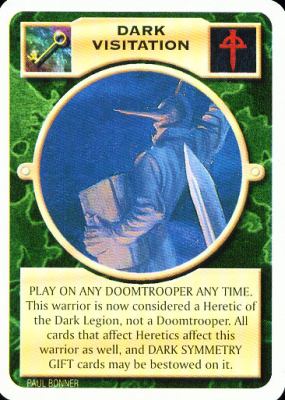 DARK
VISITATION
PLAY ON ANY DOOMTROOPER ANY TIME.
This warrior is now considered a Heretic of
the Dark Legion, not a Doomtrooper. All
cards that affect Heretics affect this
warrior as well, and DARK SYMMETRY
GIFT cards may be bestowed on it.
PAUL BONNER